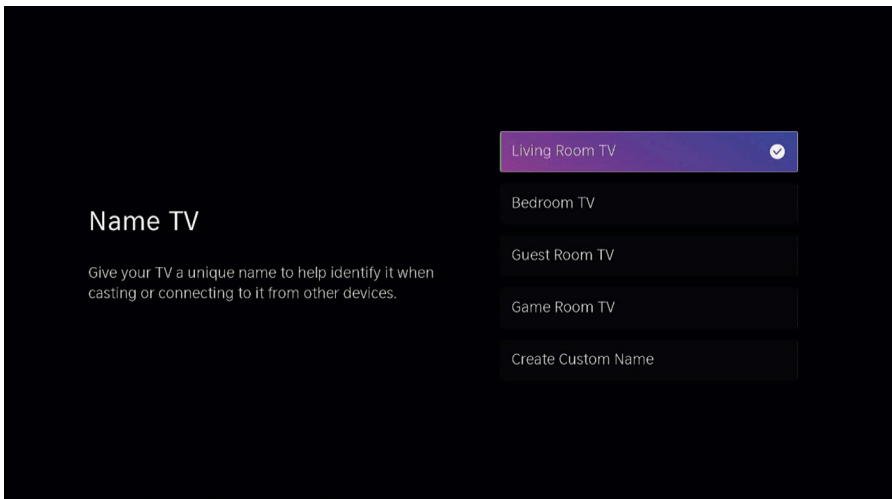 Name TV
Give your TV a unique name to help identify it when
casting or connecting to it from other devices.
Living Room TV
Bedroom TV
Guest Room TV
Game Room TV
Create Custom Name